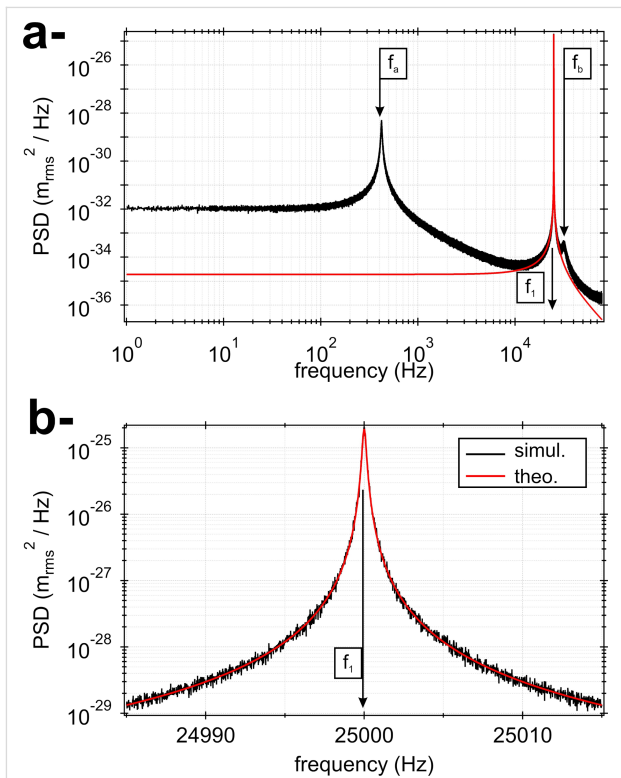 a-
PSD (m_rms^2 / Hz)
10^-26
10^-28
10^-30
10^-32
10^-34
10^-36
f_a
f_b
f_1
10^0
10^1
10^2
10^3
10^4
frequency (Hz)
b-
PSD (m_rms^2 / Hz)
10^-25
10^-26
10^-27
10^-28
10^-29
simul.
theo.
f_1
24990
25000
25010
frequency (Hz)